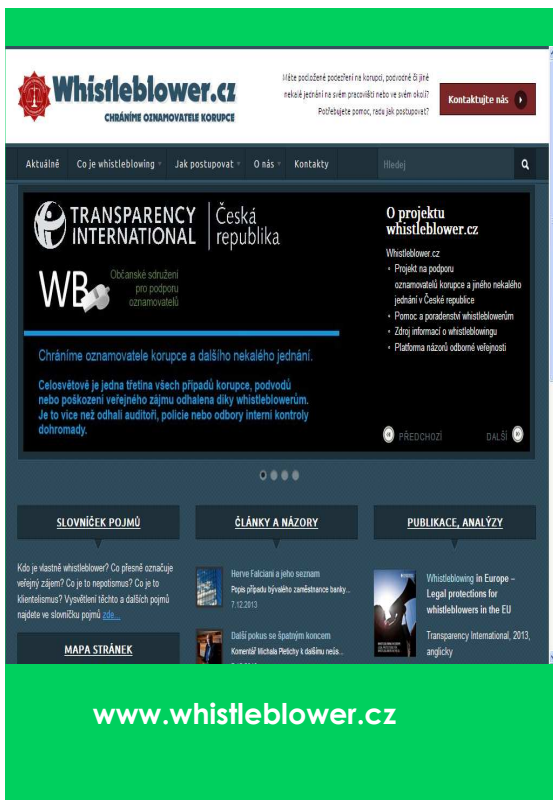 Whistleblower.cz
CHRÁNÍME OZNAMOVATELE KORUPCE
Máte podložené podezření na korupci, podvodné či jiné
nekalé jednání na svém pracovišti nebo ve svém okolí?
Potřebujete pomoc, radu jak postupovat?
Kontaktujte nás
Aktuálně Co je whistleblowing Jak postupovat O nás Kontakty Hledej
TRANSPARENCY
INTERNATIONAL
Česká
republika
WB
Občanské sdružení
pro podporu
oznamovatelů
Chráníme oznamovatele korupce a dalšího nekalého jednání.
Celosvětově je jedna třetina všech případů korupce, podvodů
nebo poškození veřejného zájmu odhalena díky whistleblowerům.
Je to více než odhalí auditoři, policie nebo odbory interní kontroly
dohromady.
O projektu
whistleblower.cz
Whistleblower.cz
• Projekt na podporu
oznamovatelů korupce a jiného nekalého
jednání v České republice
• Pomoc a poradenství whistleblowerům
• Zdroj informací o whistleblowingu
• Platforma názorů odborné veřejnosti
PŘEDCHOZÍ DALŠÍ
SLOVNÍČEK POJMŮ
Kdo je vlastně whistleblower? Co přesně označuje
veřejný zájem? Co je to nepotismus? Co je to
klientelismus? Vysvětlení těchto a dalších pojmů
najdete ve slovníčku pojmů zde...
MAPA STRÁNEK
ČLÁNKY A NÁZORY
Herve Falciani a jeho seznam
Popis případu bývalého zaměstnance banky...
7.12.2013
Další pokus se špatným koncem
Komentář Michala Pletichy k dalšímu neús...
PUBLIKACE, ANALÝZY
Whistleblowing in Europe –
Legal protections for
whistleblowers in the EU
Transparency International, 2013,
anglicky
www.whistleblower.cz